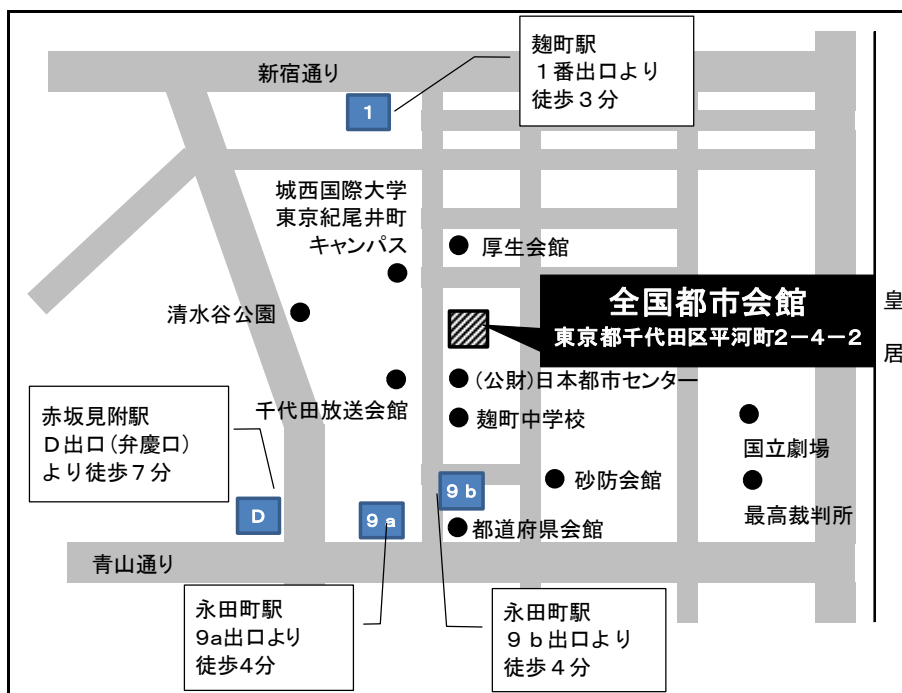 麹町駅
１番出口より
徒歩３分
新宿通り
1
城西国際大学
東京紀尾井町
キャンパス
厚生会館
全国都市会館
東京都千代田区平河町2－4－2
皇
居
清水谷公園
(公財)日本都市センター
千代田放送会館
麹町中学校
赤坂見附駅
Ｄ出口(弁慶口)
より徒歩７分
国立劇場
砂防会館
9 b
D
9 a
最高裁判所
都道府県会館
青山通り
永田町駅
9a出口より
徒歩4分
永田町駅
９ｂ出口より
徒歩４分